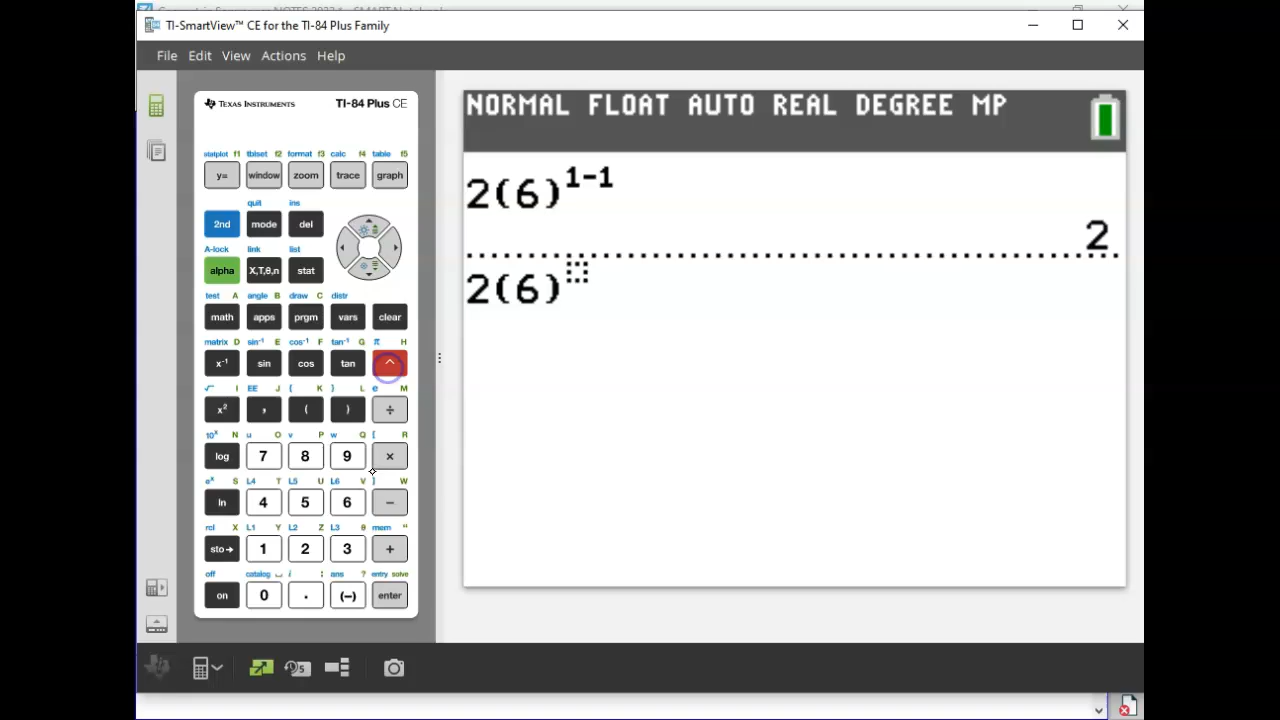 TI-SmartView™ CE for the TI-84 Plus Family
File Edit View Actions Help
TEXAS INSTRUMENTS TI-84 Plus CE
statplot f1 tblset f2 format f3 calc f4 table f5
y= window zoom trace graph
quit ins
2nd mode del
A-lock link list
alpha X,T,θ,n stat
test A angle B draw C distr
math apps prgm vars clear
matrix D sin⁻¹ E cos⁻¹ F tan⁻¹ G π H
x⁻¹ sin cos tan ^
√ I EE J { K } L e M
x² , ( ) ÷
10ˣ N u O v P w Q [ R
log 7 8 9 ×
eˣ S L4 T L5 U L6 V ] W
ln 4 5 6 −
rcl X L1 Y L2 Z L3 θ mem "
sto→ 1 2 3 +
off catalog ⎵ i : ans ? entry solve
on 0 . (−) enter
NORMAL FLOAT AUTO REAL DEGREE MP
2(6)¹⁻¹
2
2(6)
5